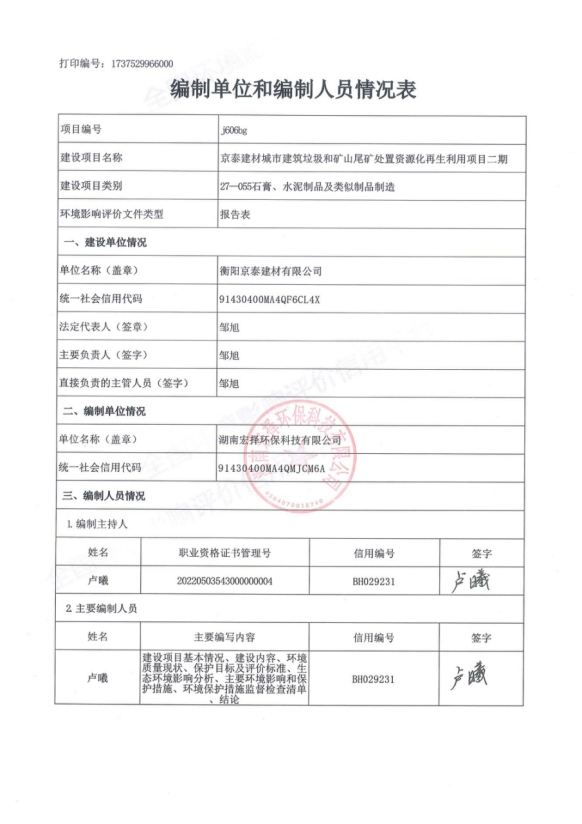 打印编号：1737529966000
编制单位和编制人员情况表
项目编号 j606bg
建设项目名称 京泰建材城市建筑垃圾和矿山尾矿处置资源化再生利用项目二期
建设项目类别 27—055石膏、水泥制品及类似制品制造
环境影响评价文件类型 报告表
一、建设单位情况
单位名称（盖章） 衡阳京泰建材有限公司
统一社会信用代码 91430400MA4QF6CL4X
法定代表人（签章） 邹旭
主要负责人（签字） 邹旭
直接负责的主管人员（签字） 邹旭
二、编制单位情况
单位名称（盖章） 湖南宏择环保科技有限公司
统一社会信用代码 91430400MA4QMJCM6A
三、编制人员情况
1.编制主持人
姓名 职业资格证书管理号 信用编号 签字
卢曦 20220503543000000004 BH029231 卢曦
2.主要编制人员
姓名 主要编写内容 信用编号 签字
卢曦 建设项目基本情况、建设内容、环境
质量现状、保护目标及评价标准、生
态环境影响分析、主要环境影响和保
护措施、环境保护措施监督检查清单
、结论 BH029231 卢曦